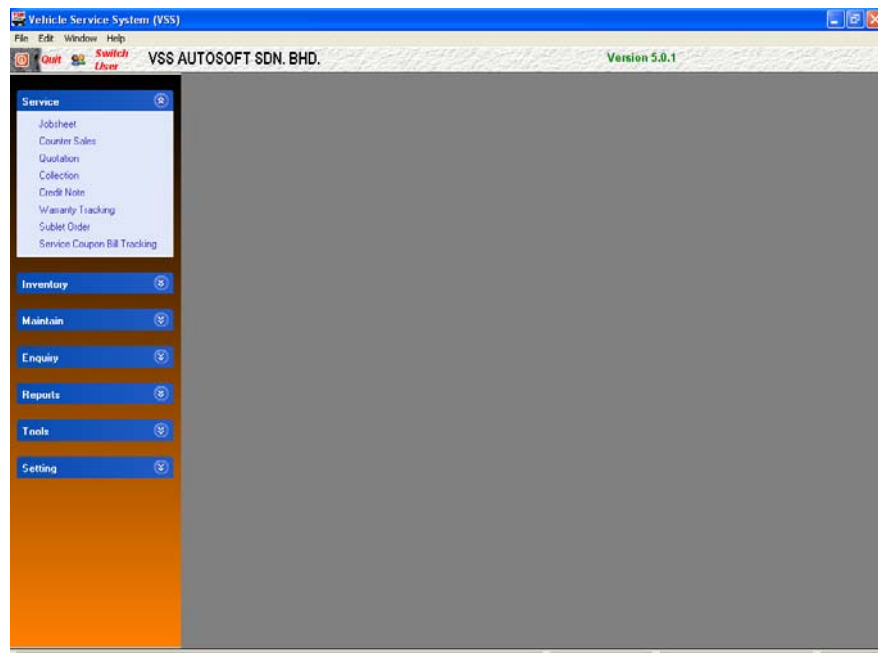 Vehicle Service System (VSS)
File Edit Window Help
Quit Switch User VSS AUTOSOFT SDN. BHD. Version 5.0.1
Service
Jobsheet
Counter Sales
Quotation
Collection
Credit Note
Warranty Tracking
Sublet Order
Service Coupon Bill Tracking
Inventory
Maintain
Enquiry
Reports
Tools
Setting